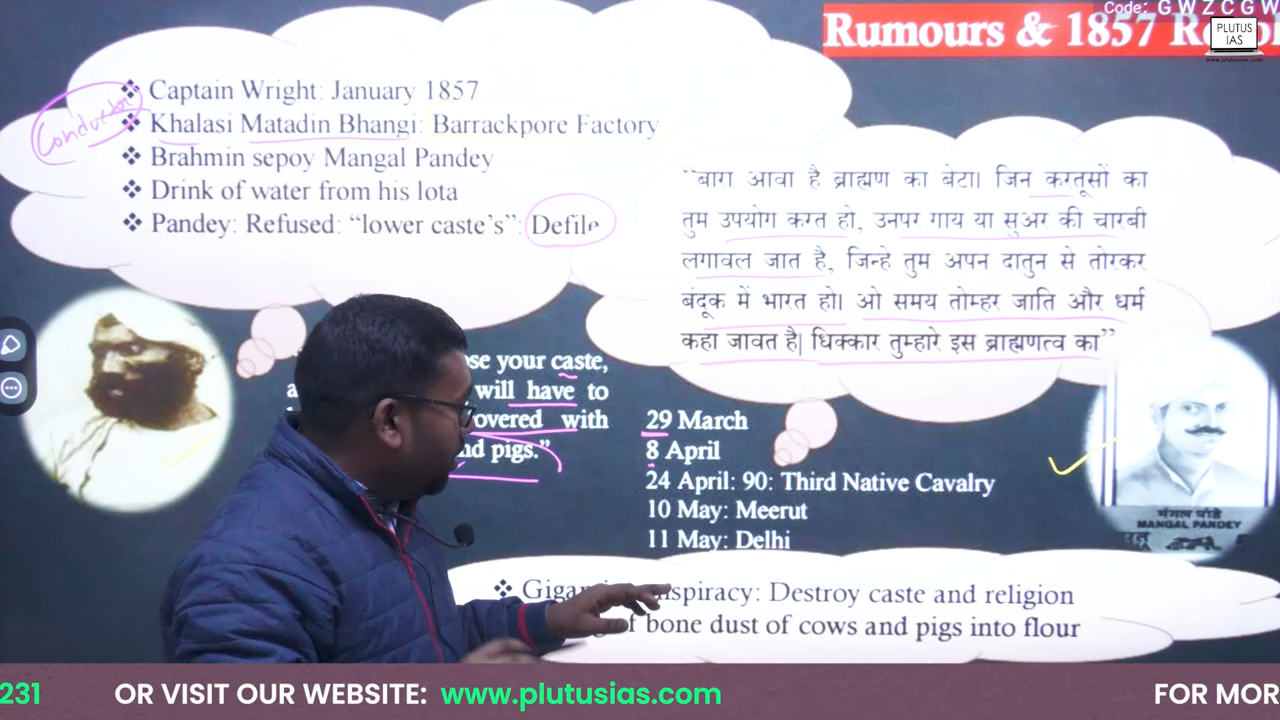 Code: G W Z C G W
Rumours & 1857
PLUTUS
IAS
www.plutusias.com
❖ Captain Wright: January 1857
Conductor
❖ Khalasi Matadin Bhangi: Barrackpore Factory
❖ Brahmin sepoy Mangal Pandey
❖ Drink of water from his lota
❖ Pandey: Refused: “lower caste’s”: Defile
“बाग आवा है ब्राह्मण का बेटा। जिन करतूसों का
तुम उपयोग करत हो, उनपर गाय या सुअर की चारबी
लगावल जात है, जिन्हे तुम अपन दातुन से तोरकर
बंदूक में भारत हो। ओ समय तोम्हर जाति और धर्म
कहा जावत है| धिक्कार तुम्हारे इस ब्राह्मणत्व का”
your caste,
will have to
with
pigs.”
29 March
8 April
24 April: 90: Third Native Cavalry
10 May: Meerut
11 May: Delhi
मंगल पांडे
MANGAL PANDEY
❖ Destroy caste and religion
of bone dust of cows and pigs into flour
231 OR VISIT OUR WEBSITE: www.plutusias.com FOR MOR